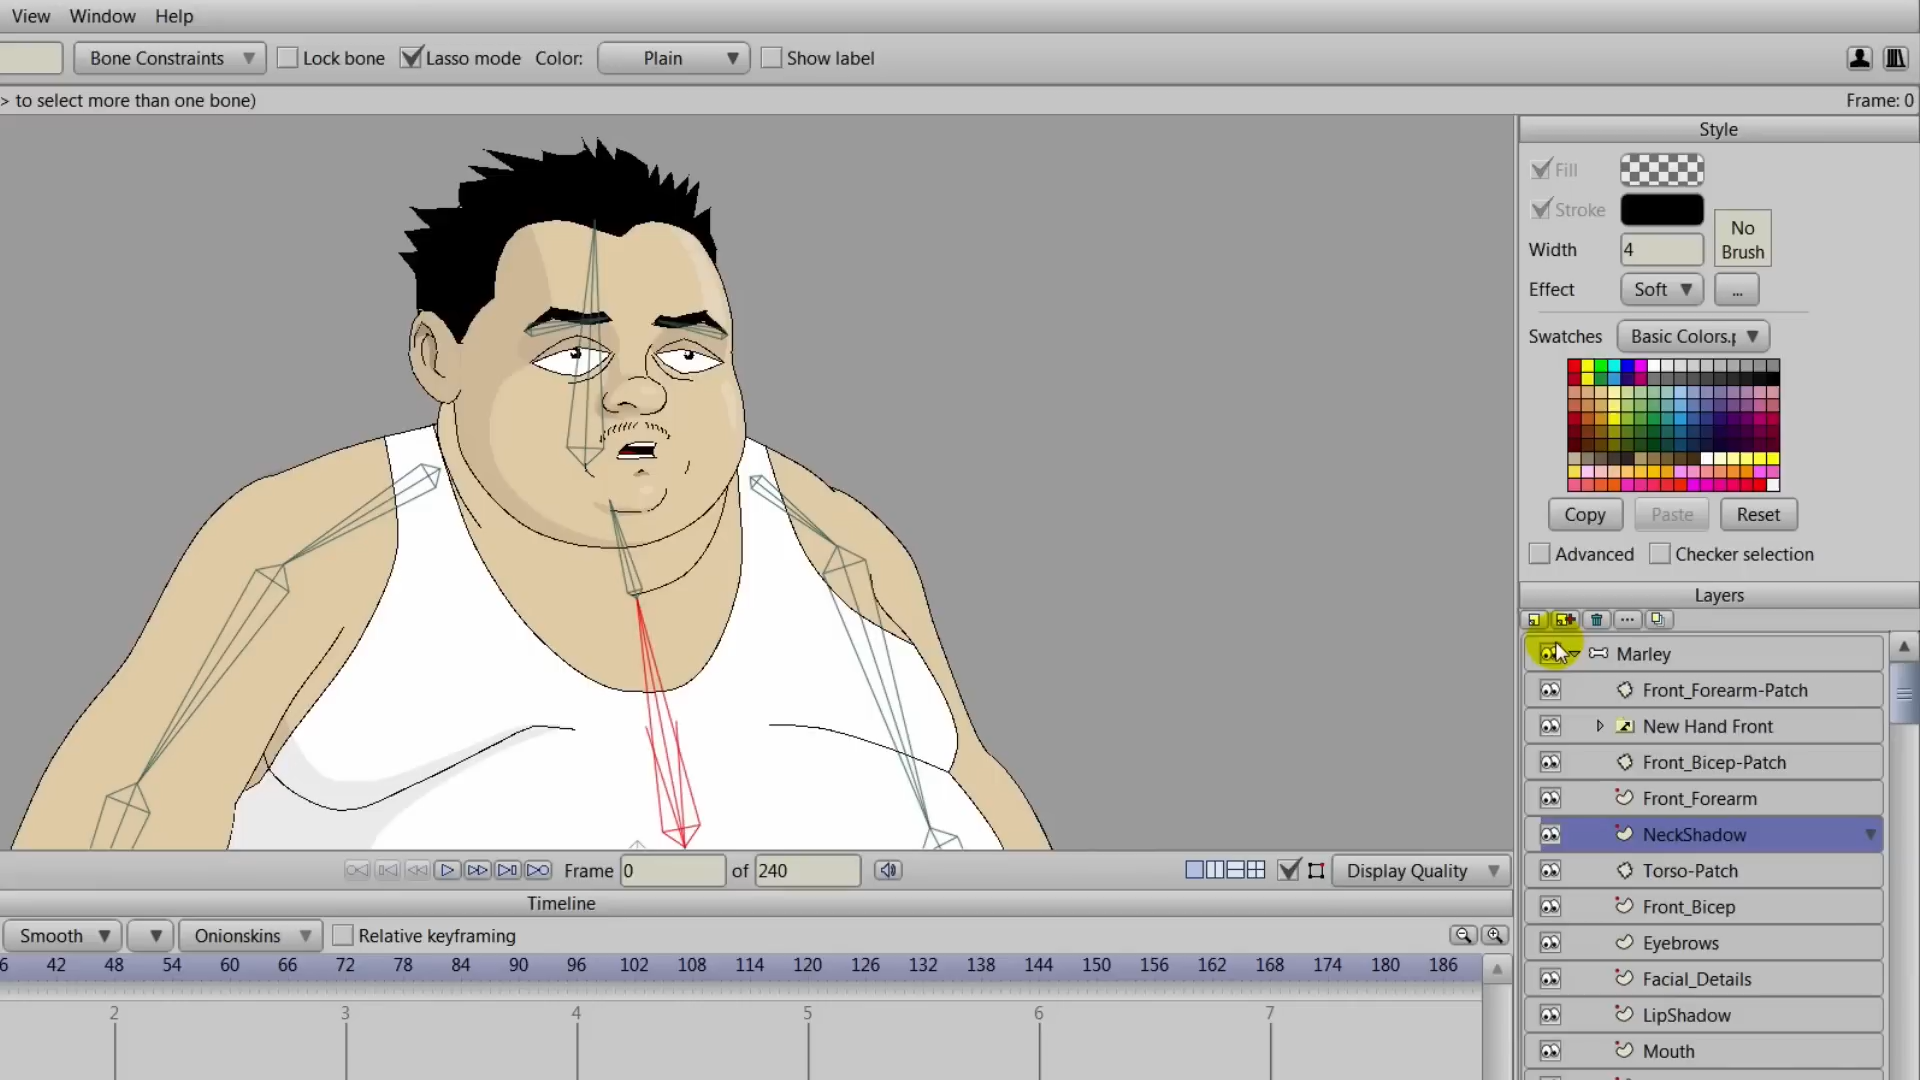 View Window Help
Bone Constraints Lock bone Lasso mode Color: Plain Show label
> to select more than one bone) Frame: 0
Style
Fill
Stroke
Width 4 No Brush
Effect Soft ...
Swatches Basic Colors.p
Copy Paste Reset
Advanced Checker selection
Layers
Marley
Front_Forearm-Patch
New Hand Front
Front_Bicep-Patch
Front_Forearm
NeckShadow
Torso-Patch
Front_Bicep
Eyebrows
Facial_Details
LipShadow
Mouth
Frame 0 of 240 Display Quality
Timeline
Smooth Onionskins Relative keyframing
6 42 48 54 60 66 72 78 84 90 96 102 108 114 120 126 132 138 144 150 156 162 168 174 180 186
2 3 4 5 6 7